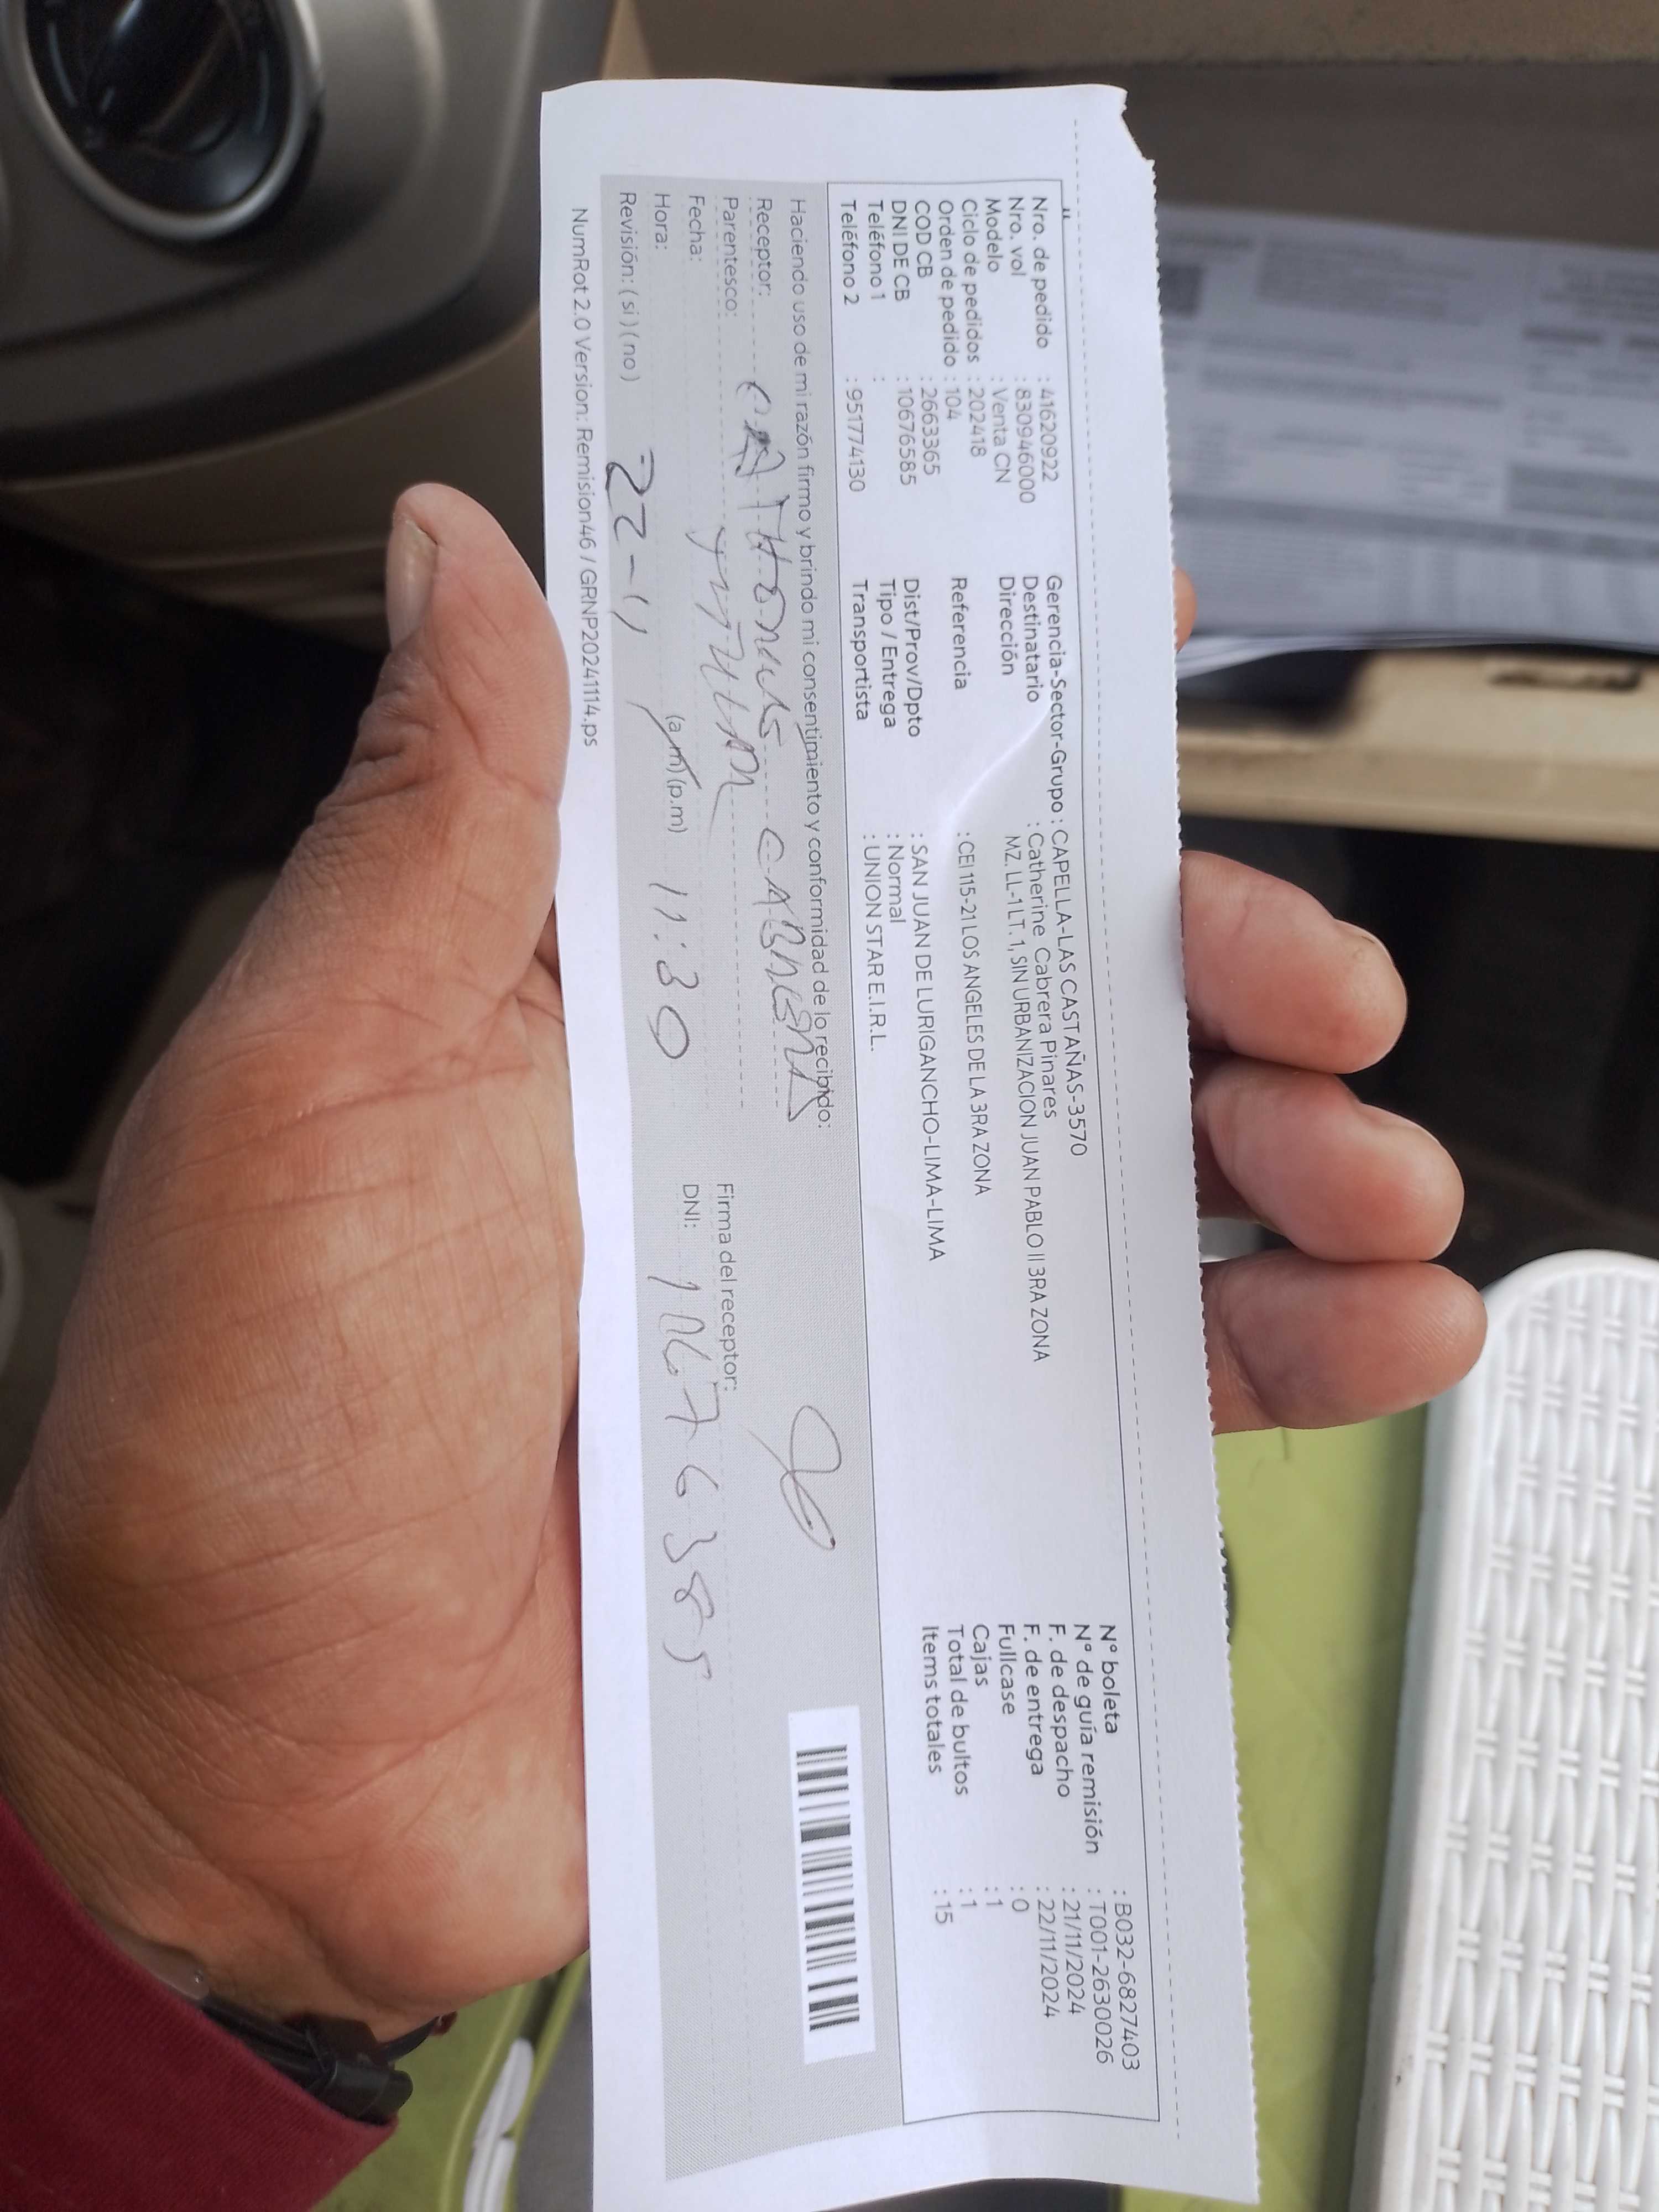 Nro. de pedido : 41620922
Nro. vol : 830946000
Modelo : Venta CN
Ciclo de pedidos : 202418
Orden de pedido : 104
COD CB : 2663365
DNI DE CB : 10676585
Teléfono 1 :
Teléfono 2 : 951774130
Gerencia-Sector-Grupo : CAPELLA-LAS CASTAÑAS-3570
Destinatario : Catherine Cabrera Pinares
Dirección MZ. LL-1 LT. 1, SIN URBANIZACION JUAN PABLO II 3RA ZONA
Referencia : CEI 115-21 LOS ANGELES DE LA 3RA ZONA
Dist/Prov/Dpto : SAN JUAN DE LURIGANCHO-LIMA-LIMA
Tipo / Entrega : Normal
Transportista : UNION STAR E.I.R.L.
N° boleta : B032-6827403
N° de guía remisión : T001-2630026
F. de despacho : 21/11/2024
F. de entrega : 22/11/2024
Fullcase : 0
Cajas : 1
Total de bultos : 1
Items totales : 15
Haciendo uso de mi razón firmo y brindo mi consentimiento y conformidad de lo recibido:
Receptor:
Parentesco:
Fecha:
Hora: (a.m) (p.m) 11:30
Revisión: ( si ) ( no ) 22-11
Firma del receptor:
DNI:
NumRot 2.0 Version: Remision46 / GRNP20241114.ps